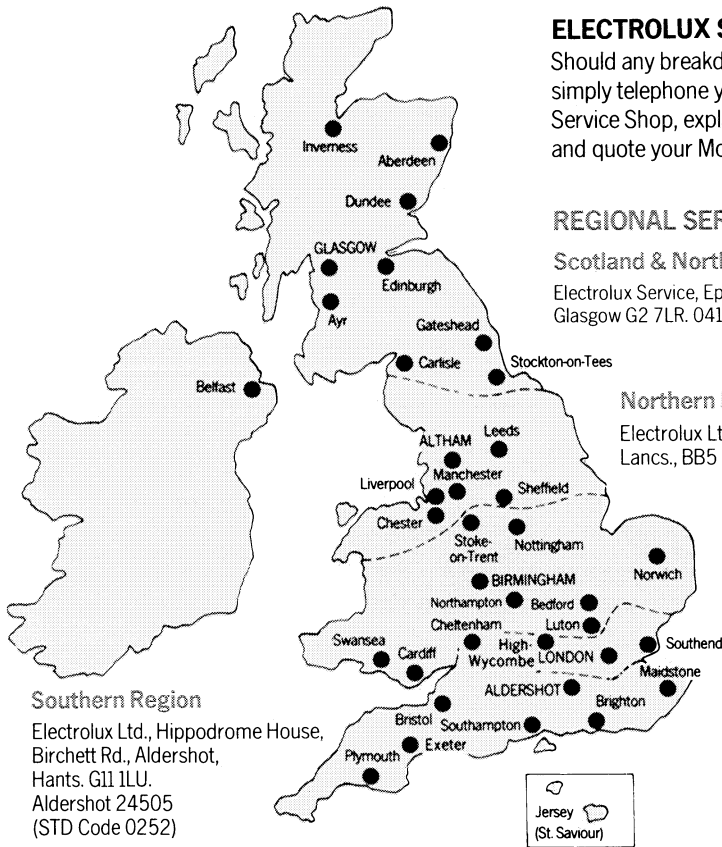 ELECTROLUX S
Should any breakd
simply telephone y
Service Shop, expl
and quote your Mo
REGIONAL SER
Scotland & North
Electrolux Service, Ep
Glasgow G2 7LR. 041
Northern
Electrolux Lt
Lancs., BB5
Inverness
Aberdeen
Dundee
GLASGOW
Edinburgh
Ayr
Gateshead
Carlisle
Stockton-on-Tees
Belfast
ALTHAM
Leeds
Manchester
Liverpool
Sheffield
Chester
Stoke-
on-Trent
Nottingham
Norwich
BIRMINGHAM
Northampton
Bedford
Cheltenham
Luton
Swansea
Cardiff
High-
Wycombe
LONDON
Southend
Maidstone
ALDERSHOT
Brighton
Bristol
Southampton
Plymouth
Exeter
Southern Region
Electrolux Ltd., Hippodrome House,
Birchett Rd., Aldershot,
Hants. G11 1LU.
Aldershot 24505
(STD Code 0252)
Jersey
(St. Saviour)